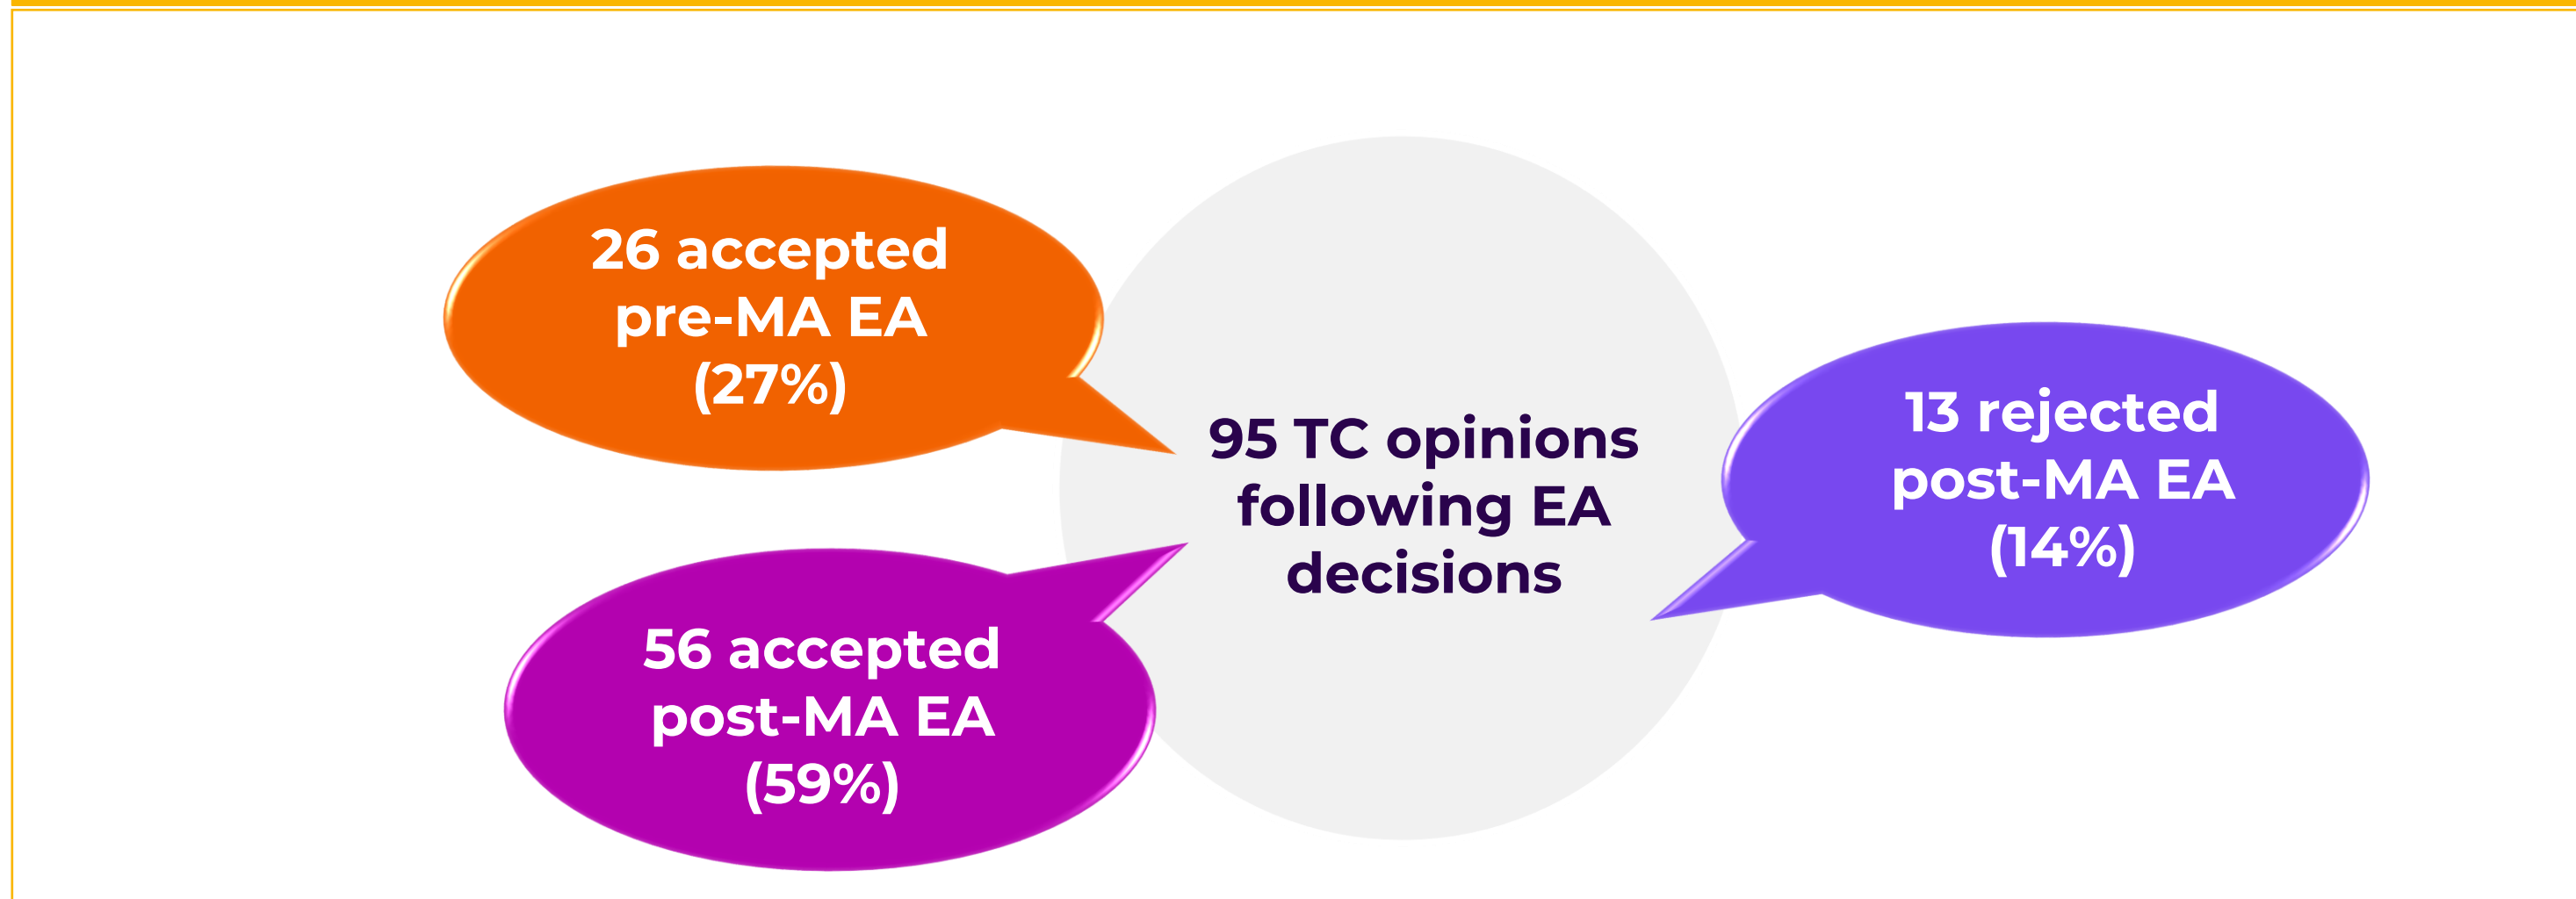 26 accepted
pre-MA EA
(27%)
56 accepted
post-MA EA
(59%)
95 TC opinions
following EA
decisions
13 rejected
post-MA EA
(14%)